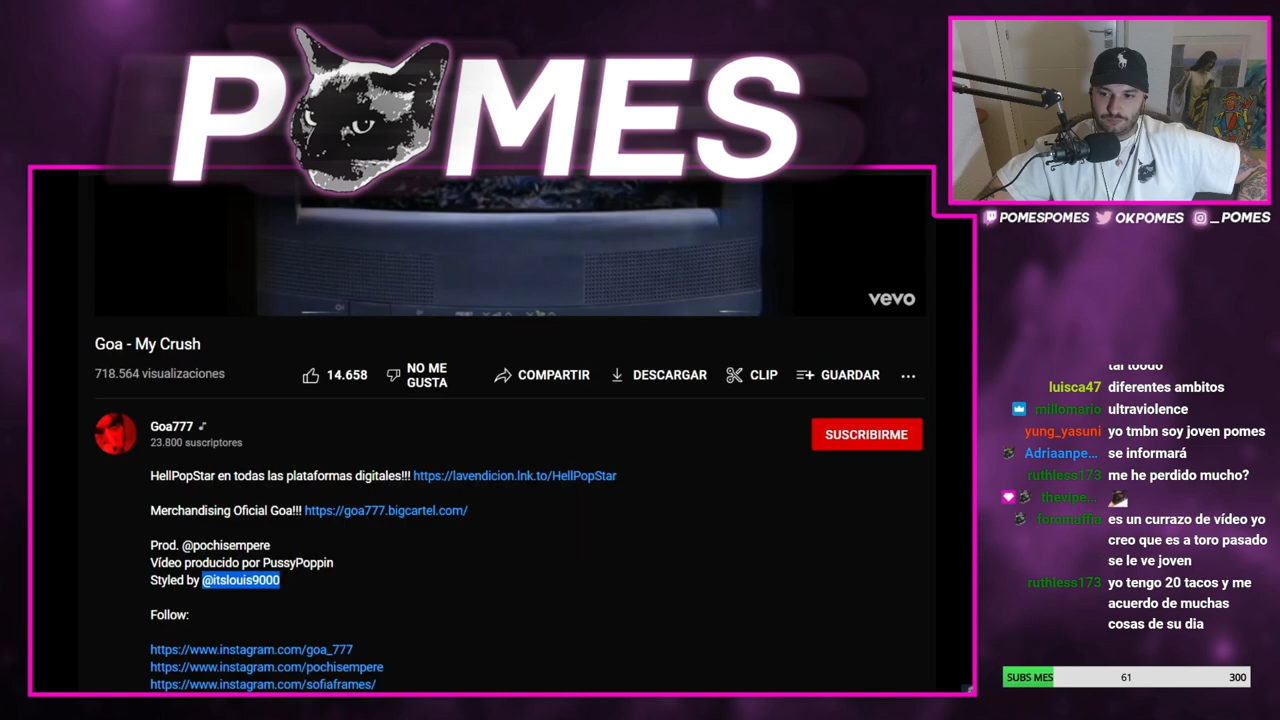 POMES
POMESPOMES OKPOMES _POMES
vevo
Goa - My Crush
718.564 visualizaciones
14.658
NO ME GUSTA
COMPARTIR
DESCARGAR
CLIP
GUARDAR
...
Goa777
23.800 suscriptores
SUSCRIBIRME
HellPopStar en todas las plataformas digitales!!! https://lavendicion.lnk.to/HellPopStar
Merchandising Oficial Goa!!! https://goa777.bigcartel.com/
Prod. @pochisempere
Vídeo producido por PussyPoppin
Styled by @itslouis9000
Follow:
https://www.instagram.com/goa_777
https://www.instagram.com/pochisempere
https://www.instagram.com/sofiaframes/
luisca47 diferentes ambitos
millomario ultraviolence
yung_yasuni yo tmbn soy joven pomes
Adriaanpe... se informará
ruthless173 me he perdido mucho?
thevipe...
es un currazo de vídeo yo
creo que es a toro pasado
se le ve joven
ruthless173 yo tengo 20 tacos y me
acuerdo de muchas
cosas de su dia
SUBS MES 61 300